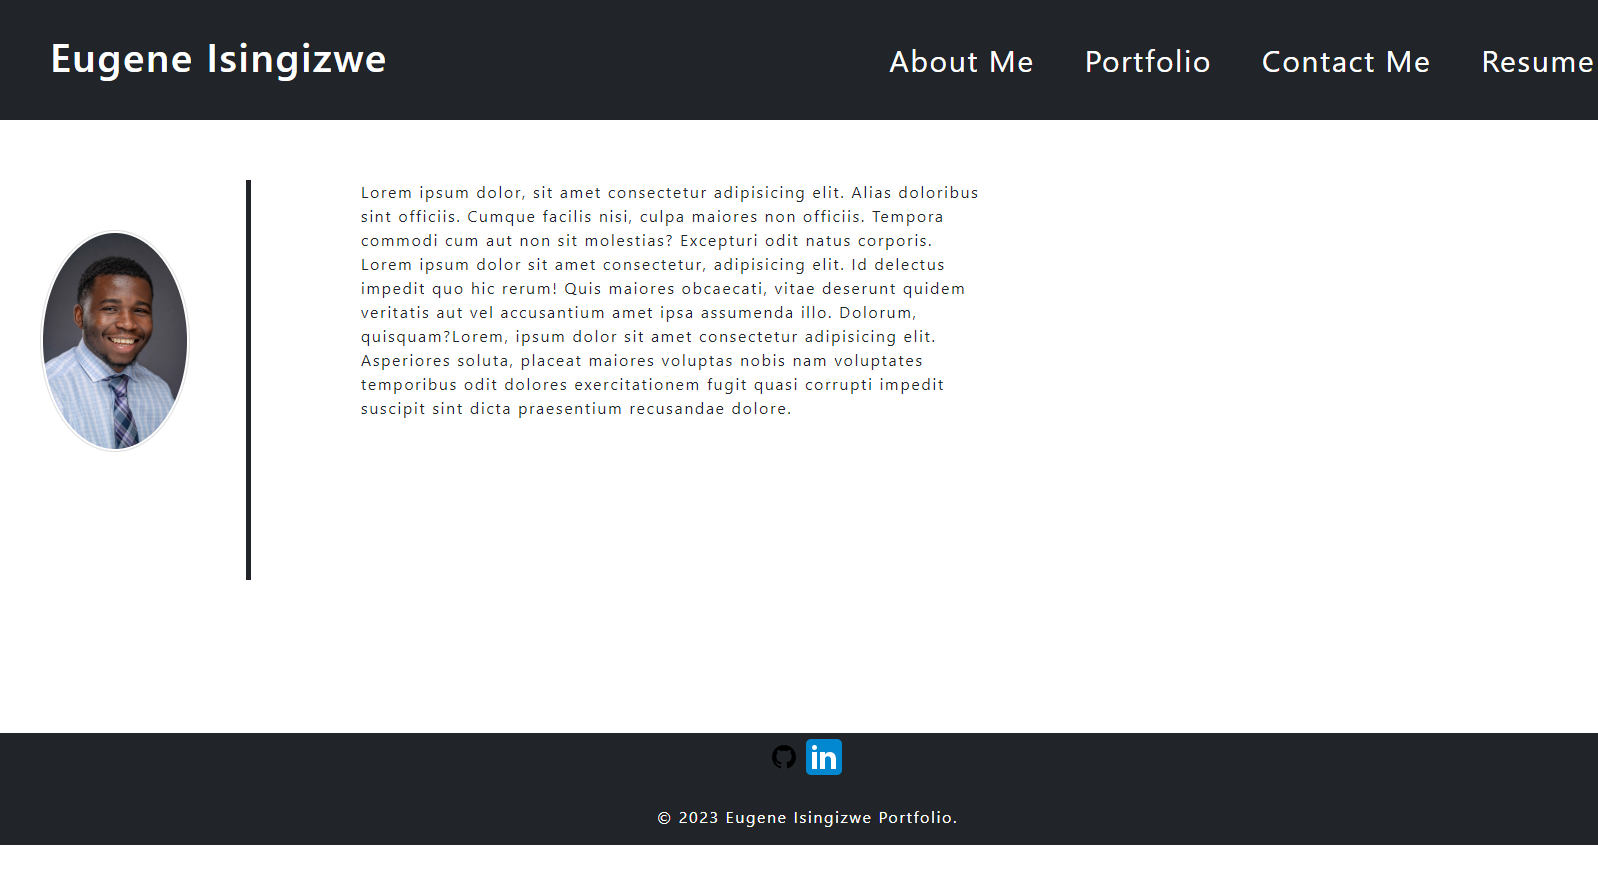 Eugene Isingizwe
About Me Portfolio Contact Me Resume
Lorem ipsum dolor, sit amet consectetur adipisicing elit. Alias doloribus
sint officiis. Cumque facilis nisi, culpa maiores non officiis. Tempora
commodi cum aut non sit molestias? Excepturi odit natus corporis.
Lorem ipsum dolor sit amet consectetur, adipisicing elit. Id delectus
impedit quo hic rerum! Quis maiores obcaecati, vitae deserunt quidem
veritatis aut vel accusantium amet ipsa assumenda illo. Dolorum,
quisquam?Lorem, ipsum dolor sit amet consectetur adipisicing elit.
Asperiores soluta, placeat maiores voluptas nobis nam voluptates
temporibus odit dolores exercitationem fugit quasi corrupti impedit
suscipit sint dicta praesentium recusandae dolore.
in
© 2023 Eugene Isingizwe Portfolio.